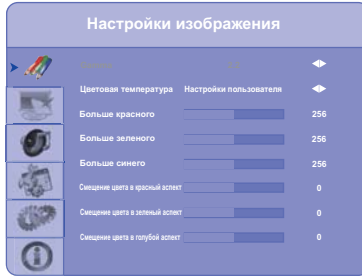 Настройки изображения
Цветовая температура Настройки пользователя
Больше красного 256
Больше зеленого 256
Больше синего 256
Смещение цвета в красный аспект 0
Смещение цвета в зеленый аспект 0
Смещение цвета в голубой аспект 0